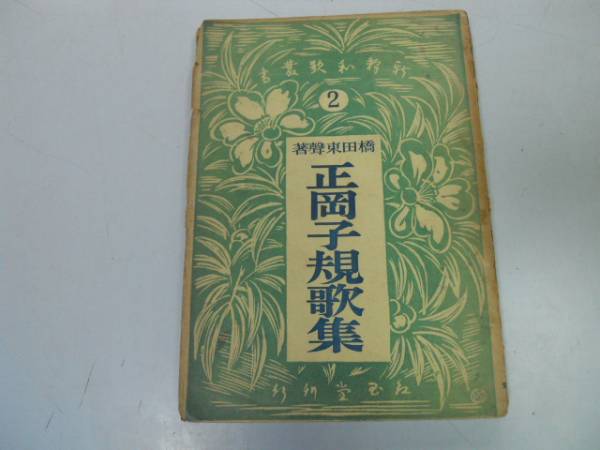 新釋和歌叢書
2
橋田東聲著
正岡子規歌集
紅玉堂刊行